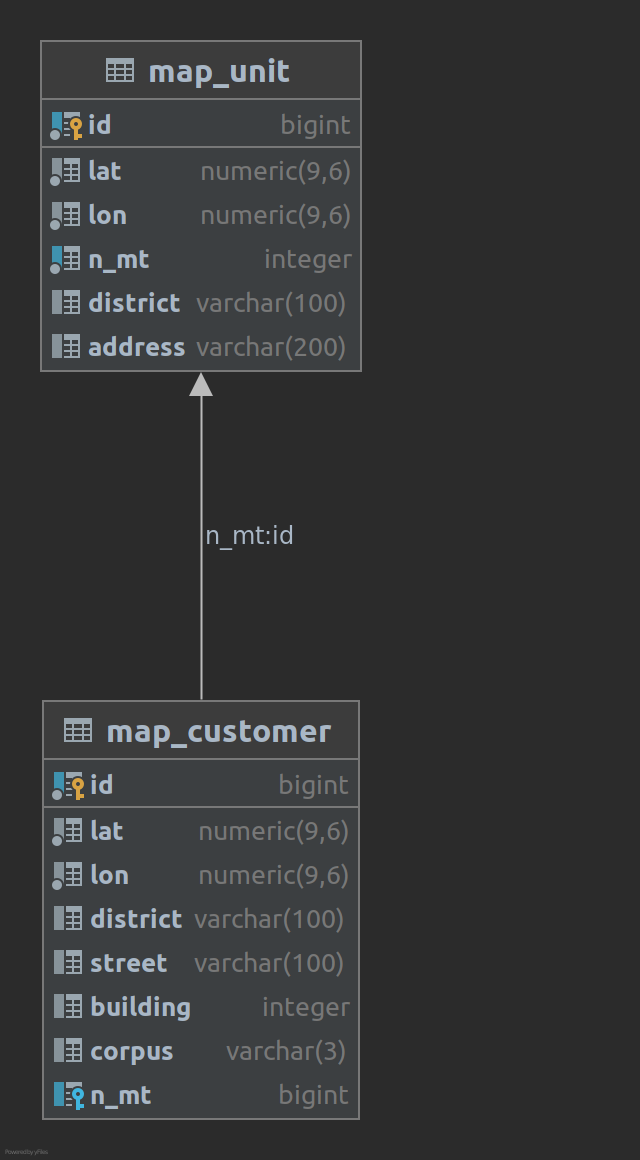 map_unit
id bigint
lat numeric(9,6)
lon numeric(9,6)
n_mt integer
district varchar(100)
address varchar(200)
n_mt:id
map_customer
id bigint
lat numeric(9,6)
lon numeric(9,6)
district varchar(100)
street varchar(100)
building integer
corpus varchar(3)
n_mt bigint
Powered by yFiles